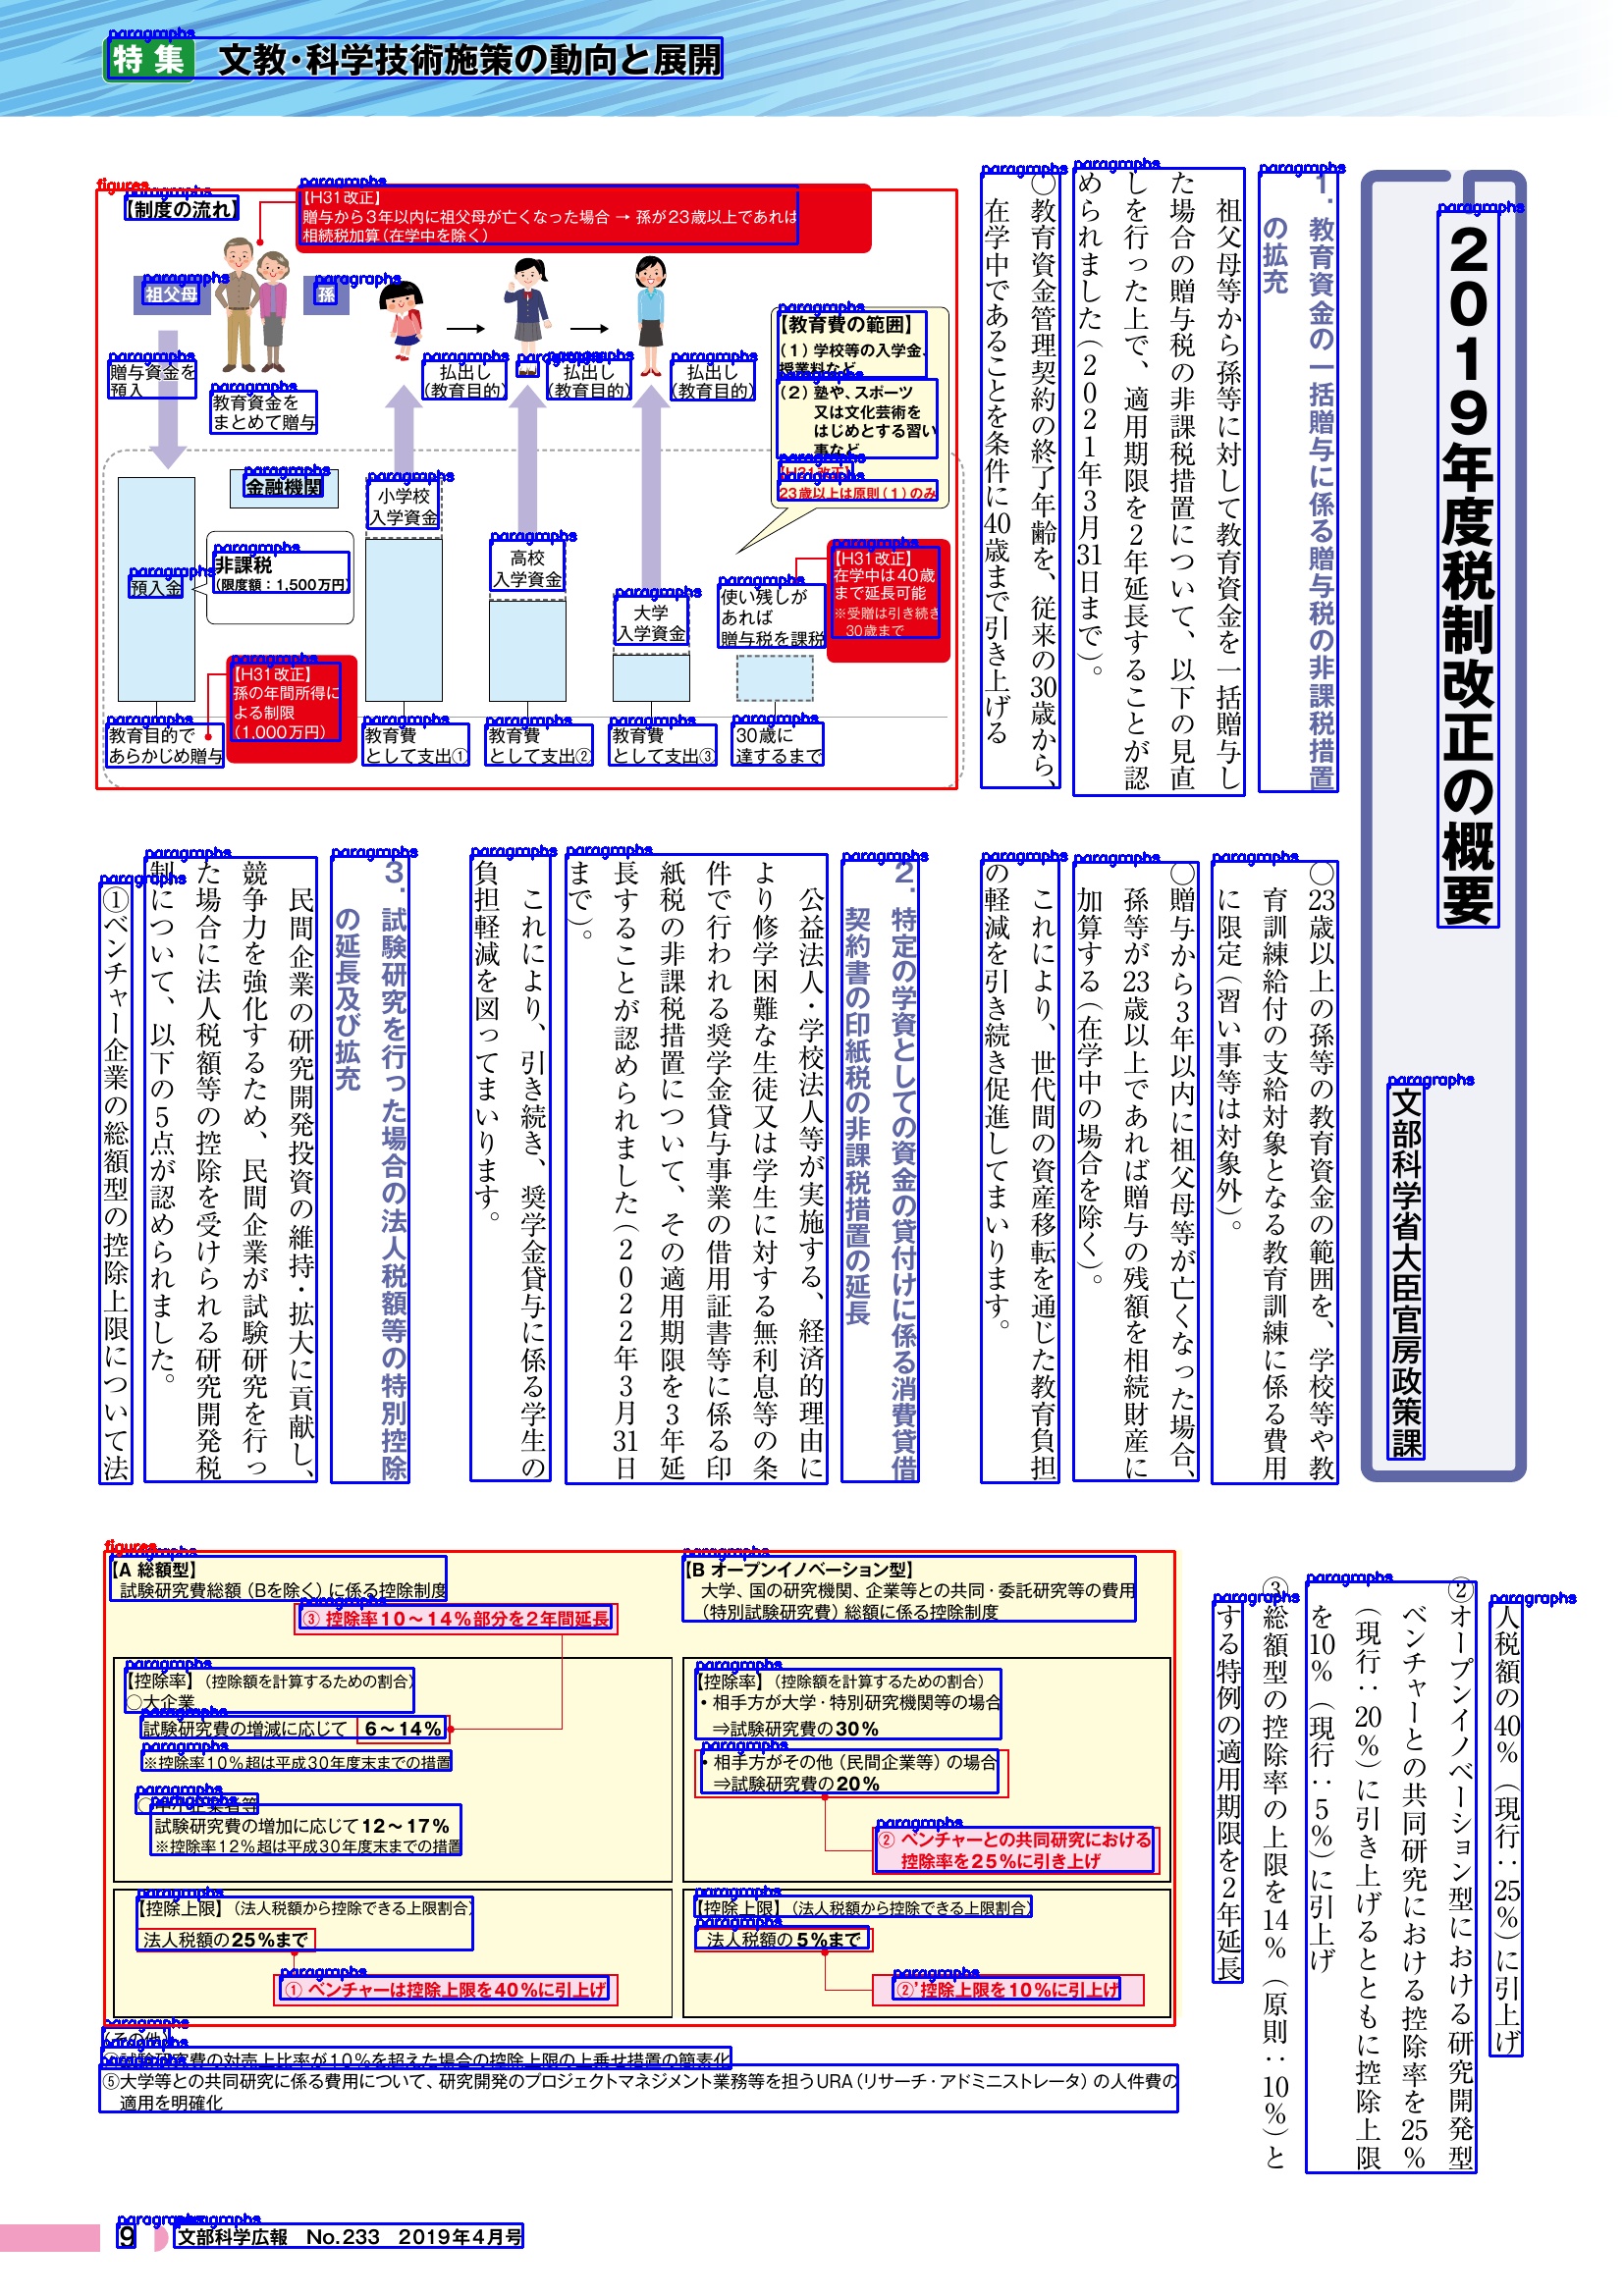 特集 文教・科学技術施策の動向と展開
2019年度税制改正の概要
文部科学省大臣官房政策課
1. 教育資金の一括贈与に係る贈与税の非課税措置
の拡充
祖父母等から孫等に対して教育資金を一括贈与し
た場合の贈与税の非課税措置について、以下の見直
しを行った上で、適用期限を2年延長することが認
められました(2021年3月31日まで)。
○教育資金管理契約の終了年齢を、従来の30歳から、
在学中であることを条件に40歳まで引き上げる
【制度の流れ】
【H31改正】
贈与から3年以内に祖父母が亡くなった場合 → 孫が23歳以上であれば
相続税加算(在学中を除く)
祖父母
孫
贈与資金を
預入
教育資金を
まとめて贈与
払出し
(教育目的)
払出し
(教育目的)
払出し
(教育目的)
【教育費の範囲】
(1)学校等の入学金、
授業料など
(2)塾や、スポーツ
又は文化芸術を
はじめとする習い
事など
【H31改正】
23歳以上は原則(1)のみ
金融機関
預入金
非課税
(限度額:1,500万円)
小学校
入学資金
高校
入学資金
大学
入学資金
使い残しが
あれば
贈与税を課税
【H31改正】
在学中は40歳
まで延長可能
※受贈は引き続き
30歳まで
【H31改正】
孫の年間所得に
よる制限
(1,000万円)
教育目的で
あらかじめ贈与
教育費
として支出①
教育費
として支出②
教育費
として支出③
30歳に
達するまで
○23歳以上の孫等の教育資金の範囲を、学校等や教
育訓練給付の支給対象となる教育訓練に係る費用
に限定(習い事等は対象外)。
○贈与から3年以内に祖父母等が亡くなった場合、
孫等が23歳以上であれば贈与の残額を相続財産に
加算する(在学中の場合を除く)。
これにより、世代間の資産移転を通じた教育負担
の軽減を引き続き促進してまいります。
2. 特定の学資としての資金の貸付けに係る消費貸借
契約書の印紙税の非課税措置の延長
公益法人・学校法人等が実施する、経済的理由に
より修学困難な生徒又は学生に対する無利息等の条
件で行われる奨学金貸与事業の借用証書等に係る印
紙税の非課税措置について、その適用期限を3年延
長することが認められました(2022年3月31日
まで)。
これにより、引き続き、奨学金貸与に係る学生の
負担軽減を図ってまいります。
3. 試験研究を行った場合の法人税額等の特別控除
の延長及び拡充
民間企業の研究開発投資の維持・拡大に貢献し、
競争力を強化するため、民間企業が試験研究を行っ
た場合に法人税額等の控除を受けられる研究開発税
制について、以下の5点が認められました。
①ベンチャー企業の総額型の控除上限について法
人税額の40%(現行:25%)に引上げ
②オープンイノベーション型における研究開発型
ベンチャーとの共同研究における控除率を25%
(現行:20%)に引き上げるとともに控除上限
を10%(現行:5%)に引上げ
③総額型の控除率の上限を14%(原則:10%)と
する特例の適用期限を2年延長
【A 総額型】
試験研究費総額(Bを除く)に係る控除制度
③ 控除率10～14%部分を2年間延長
【控除率】(控除額を計算するための割合)
○大企業
試験研究費の増減に応じて 6～14%
※控除率10%超は平成30年度末までの措置
○中小企業者等
試験研究費の増加に応じて12～17%
※控除率12%超は平成30年度末までの措置
【控除上限】(法人税額から控除できる上限割合)
法人税額の25%まで
① ベンチャーは控除上限を40%に引上げ
【B オープンイノベーション型】
大学、国の研究機関、企業等との共同・委託研究等の費用
(特別試験研究費)総額に係る控除制度
【控除率】(控除額を計算するための割合)
・相手方が大学・特別研究機関等の場合
⇒試験研究費の30%
・相手方がその他(民間企業等)の場合
⇒試験研究費の20%
② ベンチャーとの共同研究における
控除率を25%に引き上げ
【控除上限】(法人税額から控除できる上限割合)
法人税額の5%まで
②'控除上限を10%に引上げ
(その他)
④試験研究費の対売上比率が10%を超えた場合の控除上限の上乗せ措置の簡素化
⑤大学等との共同研究に係る費用について、研究開発のプロジェクトマネジメント業務等を担うURA(リサーチ・アドミニストレータ)の人件費の
適用を明確化
9 文部科学広報 No.233 2019年4月号